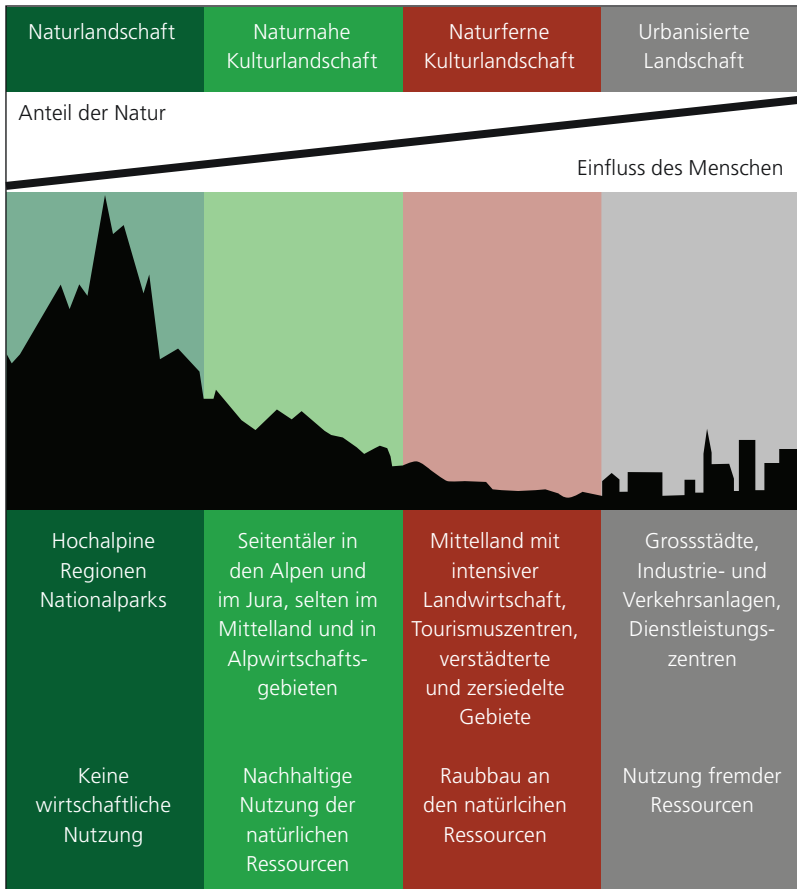 Naturlandschaft
Naturnahe
Kulturlandschaft
Naturferne
Kulturlandschaft
Urbanisierte
Landschaft
Anteil der Natur
Einfluss des Menschen
Hochalpine
Regionen
Nationalparks
Seitentäler in
den Alpen und
im Jura, selten im
Mittelland und in
Alpwirtschafts-
gebieten
Mittelland mit
intensiver
Landwirtschaft,
Tourismuszentren,
verstädterte
und zersiedelte
Gebiete
Grossstädte,
Industrie- und
Verkehrsanlagen,
Dienstleistungs-
zentren
Keine
wirtschaftliche
Nutzung
Nachhaltige
Nutzung der
natürlichen
Ressourcen
Raubbau an
den natürlcihen
Ressourcen
Nutzung fremder
Ressourcen